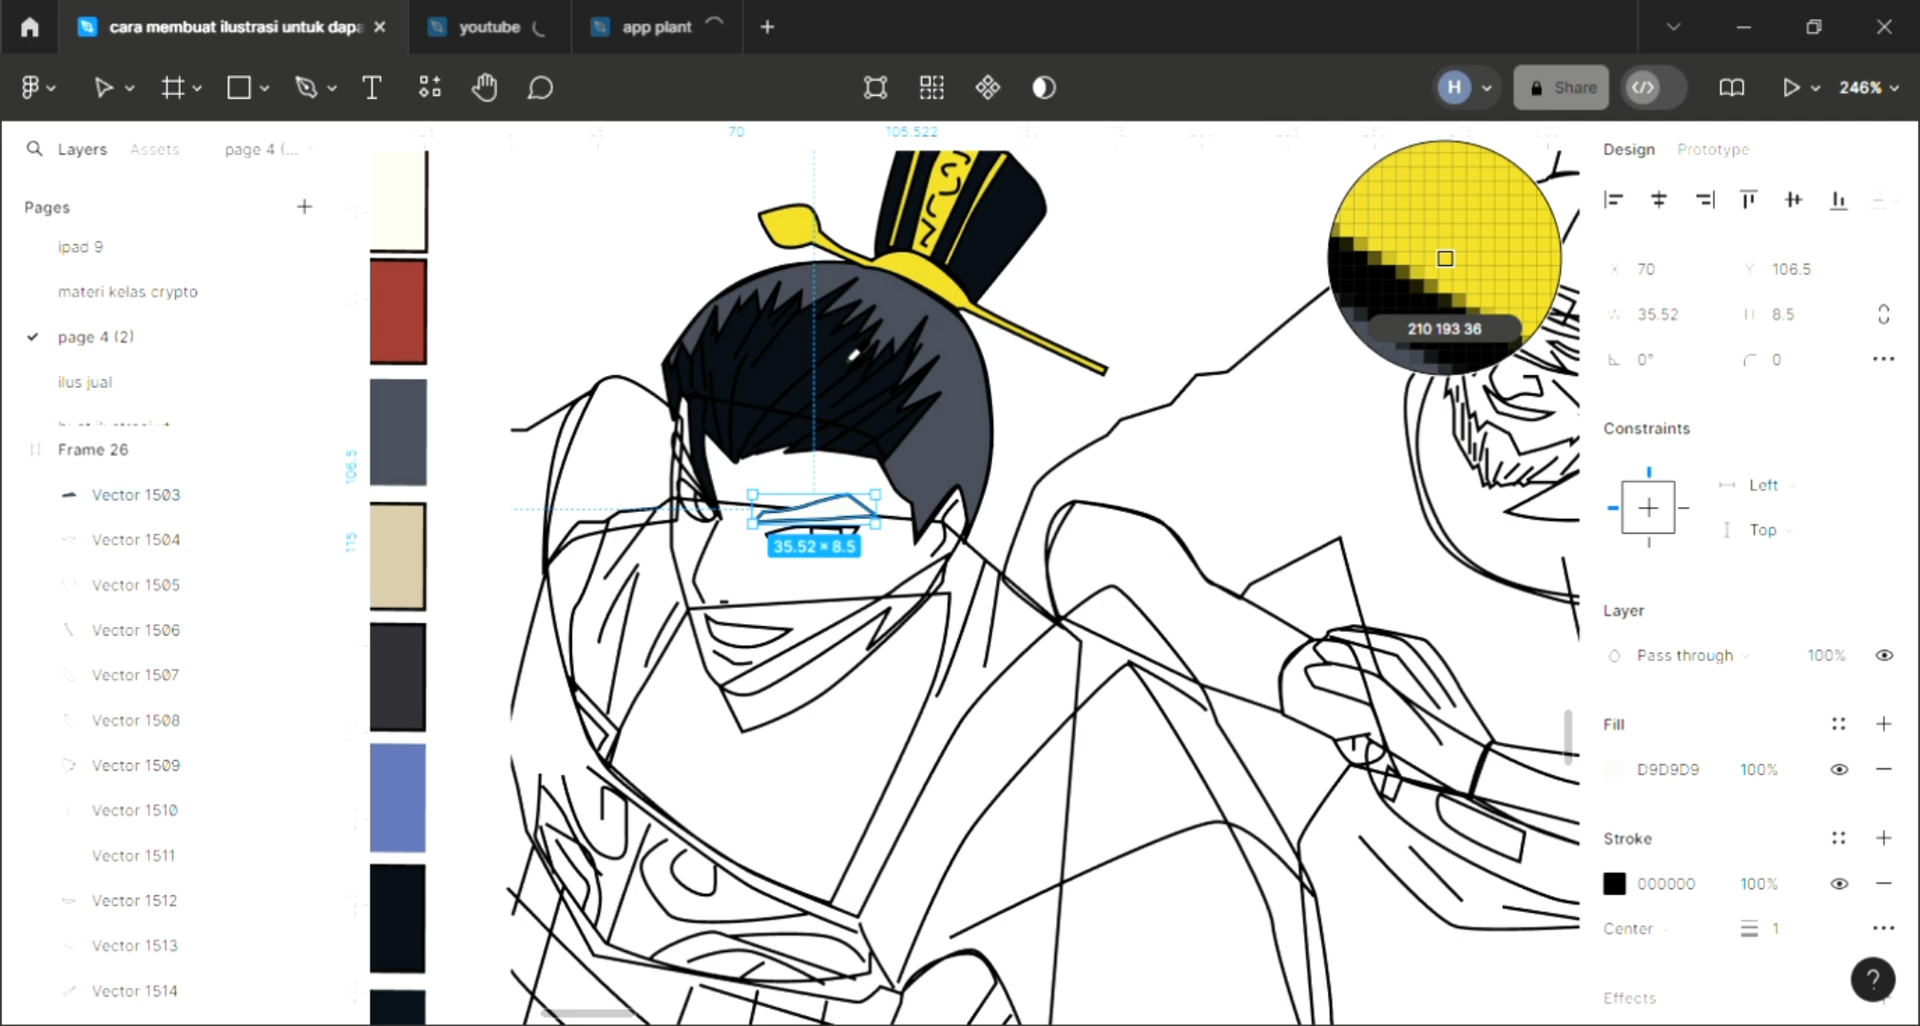 cara membuat ilustrasi untuk dapa
youtube
app plant
H
Share
246%
70
105.522
Layers
Assets
page 4 (...
Pages
ipad 9
materi kelas crypto
page 4 (2)
ilus jual
Frame 26
Vector 1503
Vector 1504
Vector 1505
Vector 1506
Vector 1507
Vector 1508
Vector 1509
Vector 1510
Vector 1511
Vector 1512
Vector 1513
Vector 1514
106.5
115
35.52 × 8.5
210 193 36
Design
Prototype
X 70
Y 106.5
W 35.52
H 8.5
0°
0
Constraints
Left
Top
Layer
Pass through
100%
Fill
D9D9D9
100%
Stroke
000000
100%
Center
1
Effects
?